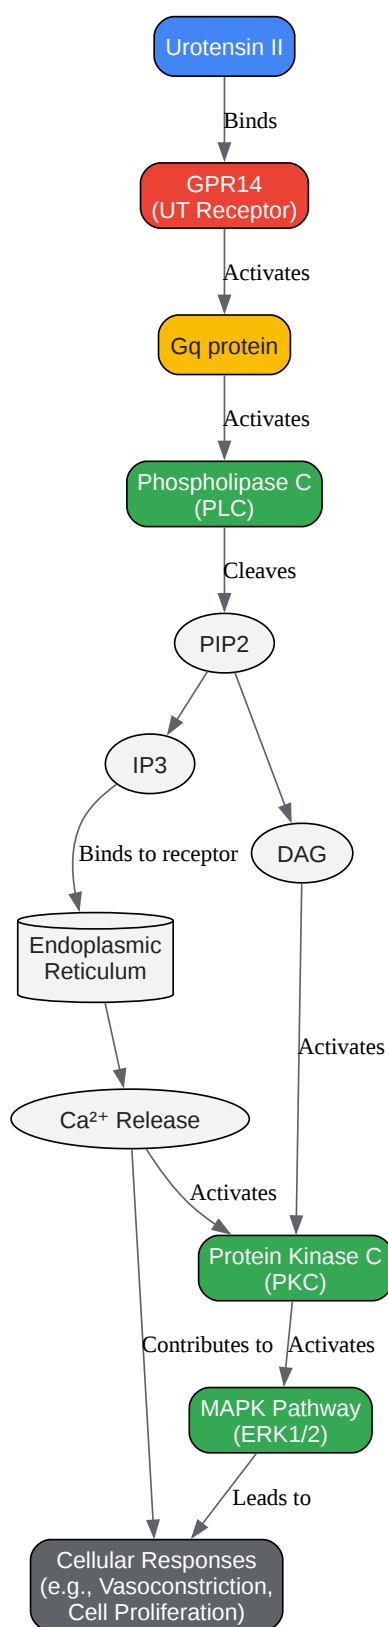 Urotensin II
Binds
GPR14
(UT Receptor)
Activates
Gq protein
Activates
Phospholipase C
(PLC)
Cleaves
PIP2
IP3
Binds to receptor
DAG
Endoplasmic
Reticulum
Activates
Ca²⁺ Release
Activates
Protein Kinase C
(PKC)
Contributes to
Activates
MAPK Pathway
(ERK1/2)
Leads to
Cellular Responses
(e.g., Vasoconstriction,
Cell Proliferation)